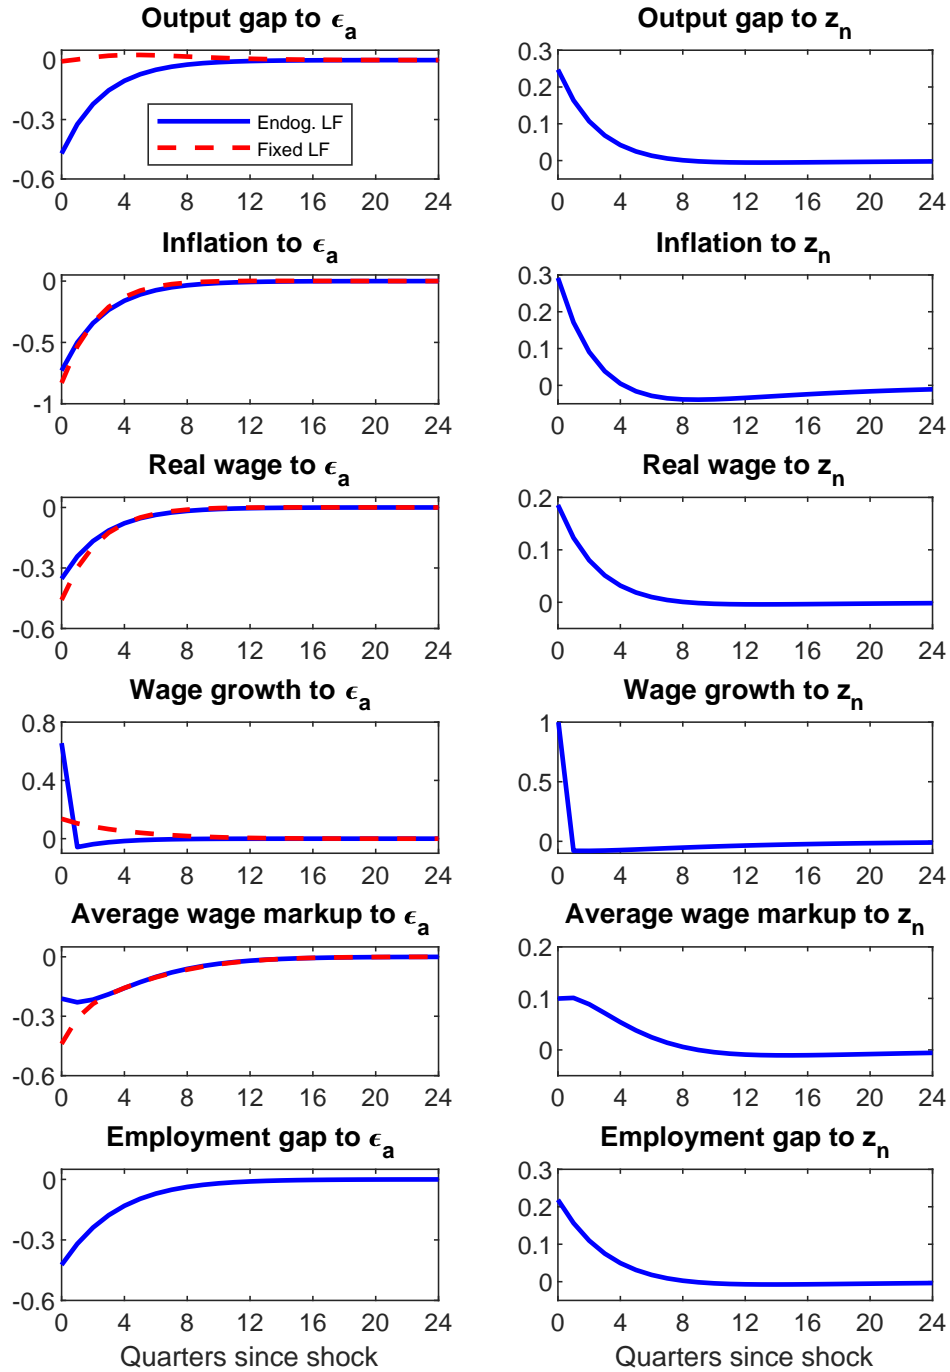 Output gap to ϵa
Output gap to zn
0
-0.3
-0.6
Endog. LF
Fixed LF
0 4 8 12 16 20 24
0.3
0.2
0.1
0
0 4 8 12 16 20 24
Inflation to ϵa
Inflation to zn
0
-0.5
-1
0 4 8 12 16 20 24
0.3
0.2
0.1
0
0 4 8 12 16 20 24
Real wage to ϵa
Real wage to zn
0
-0.3
-0.6
0 4 8 12 16 20 24
0.2
0.1
0
0 4 8 12 16 20 24
Wage growth to ϵa
Wage growth to zn
0.8
0.4
0
0 4 8 12 16 20 24
1
0.5
0
0 4 8 12 16 20 24
Average wage markup to ϵa
Average wage markup to zn
0
-0.3
-0.6
0 4 8 12 16 20 24
0.2
0.1
0
0 4 8 12 16 20 24
Employment gap to ϵa
Employment gap to zn
0
-0.3
-0.6
0 4 8 12 16 20 24
Quarters since shock
0.3
0.2
0.1
0
0 4 8 12 16 20 24
Quarters since shock